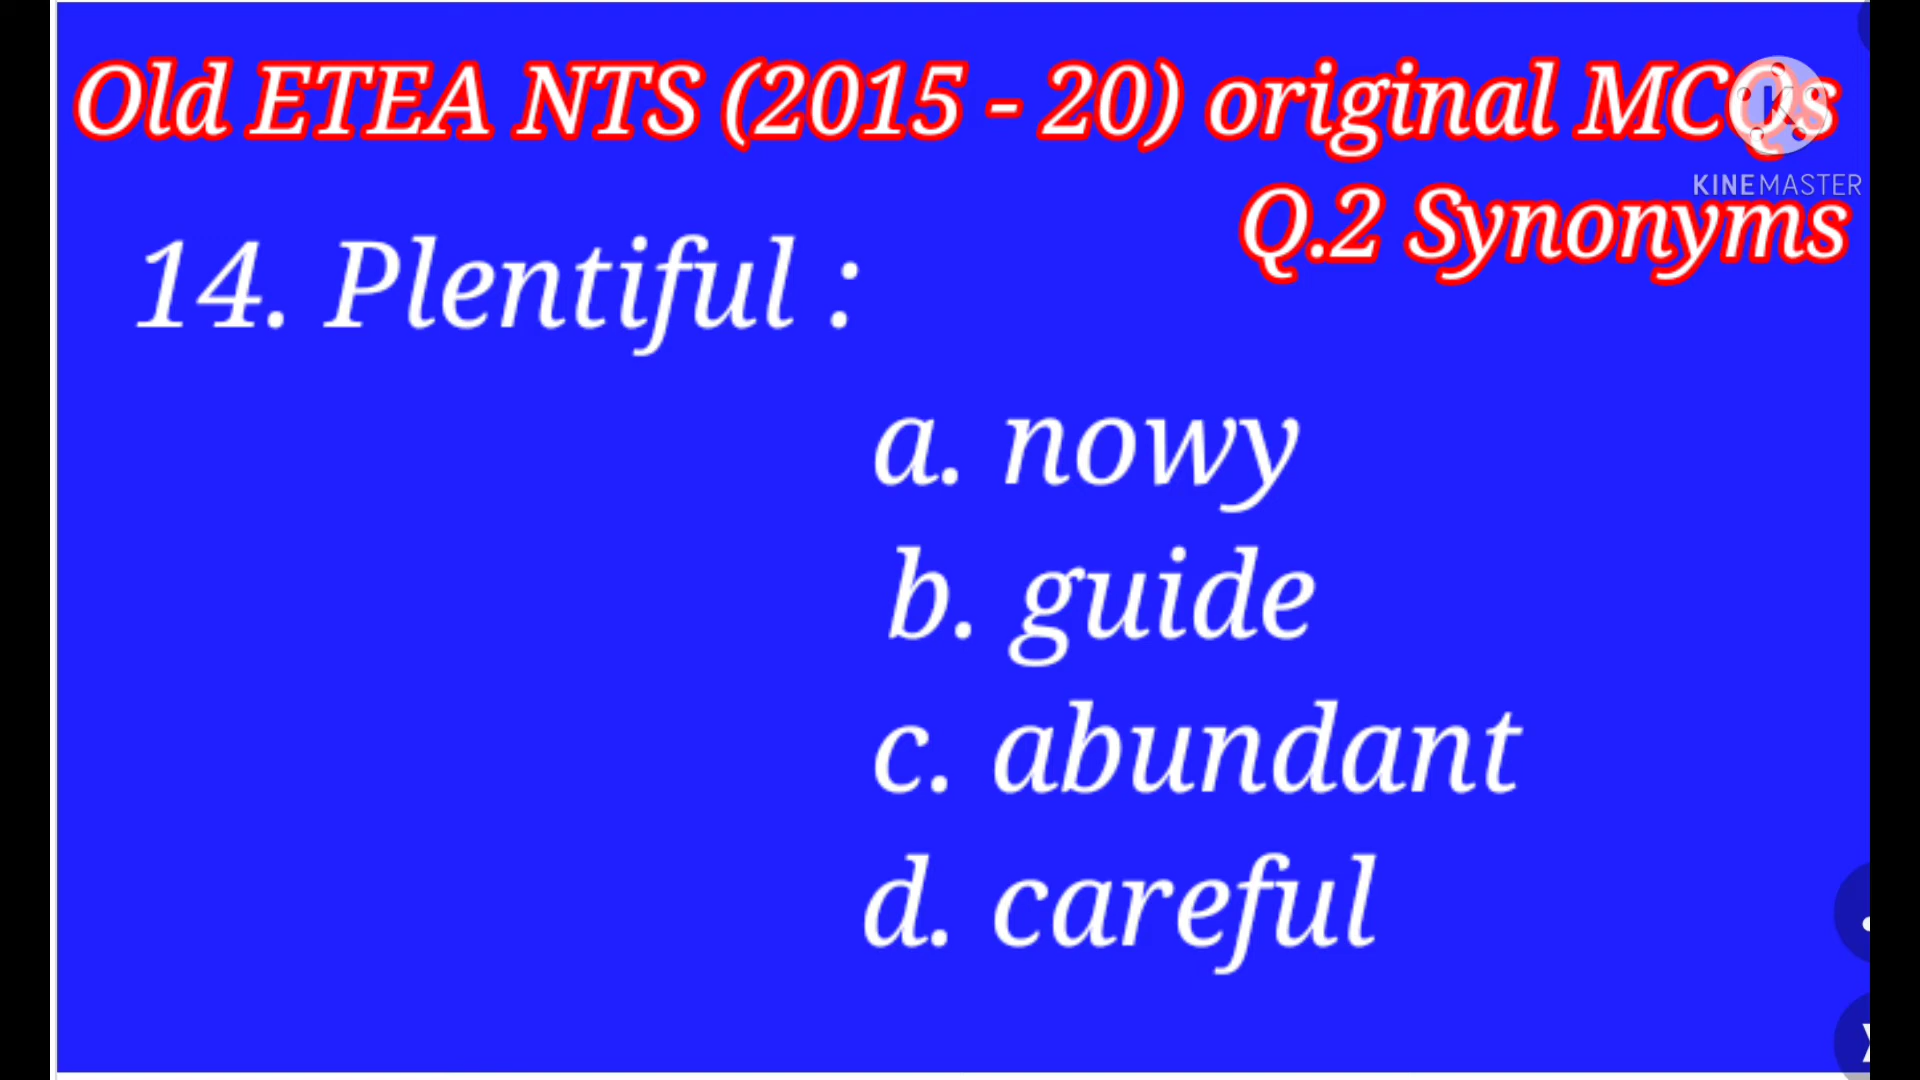 Old ETEA NTS (2015 - 20) original MCQs
KINEMASTER
Q.2 Synonyms
14. Plentiful :
a. nowy
b. guide
c. abundant
d. careful